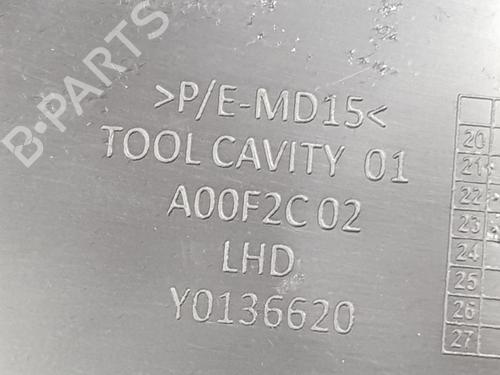 B-PARTS
>P/E-MD15<
TOOL CAVITY 01
A00F2C 02
LHD
Y0136620
20
21
22
23
24
25
26
27